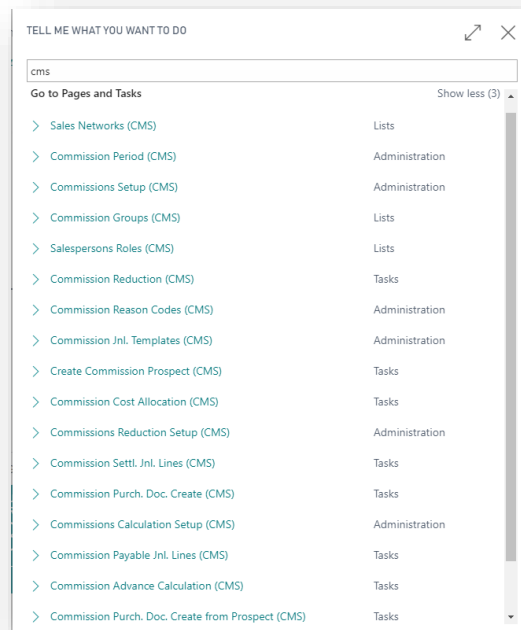 TELL ME WHAT YOU WANT TO DO
cms
Go to Pages and Tasks Show less (3)
Sales Networks (CMS) Lists
Commission Period (CMS) Administration
Commissions Setup (CMS) Administration
Commission Groups (CMS) Lists
Salespersons Roles (CMS) Lists
Commission Reduction (CMS) Tasks
Commission Reason Codes (CMS) Administration
Commission Jnl. Templates (CMS) Administration
Create Commission Prospect (CMS) Tasks
Commission Cost Allocation (CMS) Tasks
Commissions Reduction Setup (CMS) Administration
Commission Settl. Jnl. Lines (CMS) Tasks
Commission Purch. Doc. Create (CMS) Tasks
Commissions Calculation Setup (CMS) Administration
Commission Payable Jnl. Lines (CMS) Tasks
Commission Advance Calculation (CMS) Tasks
Commission Purch. Doc. Create from Prospect (CMS) Tasks